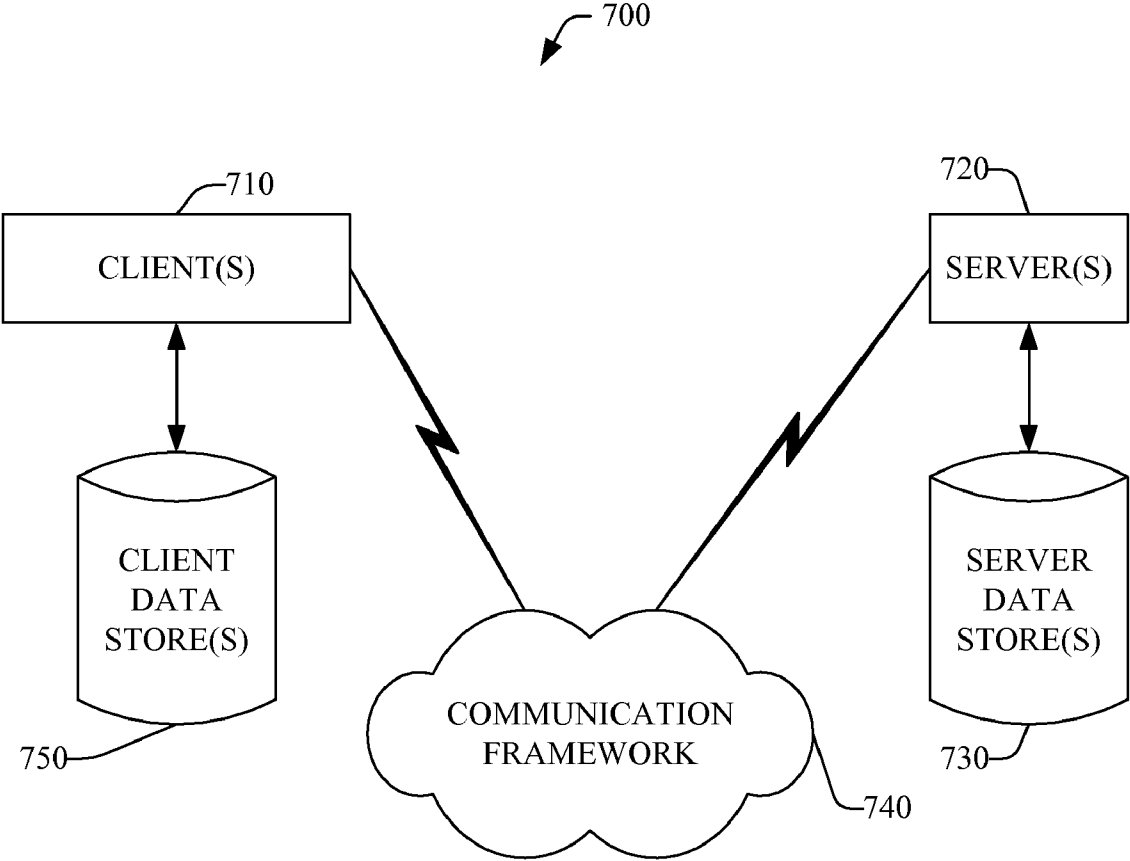 700
710
720
CLIENT(S)
SERVER(S)
CLIENT
DATA
STORE(S)
SERVER
DATA
STORE(S)
COMMUNICATION
FRAMEWORK
750
730
740